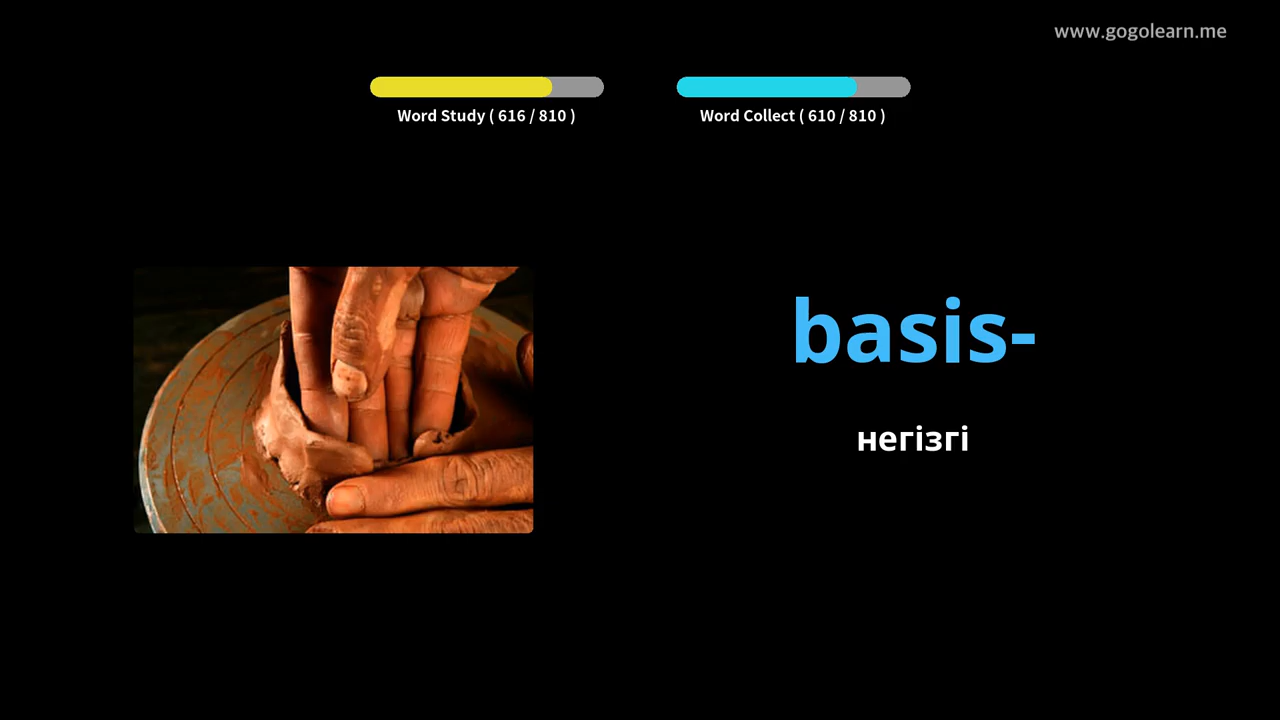 www.gogolearn.me
Word Study ( 616 / 810 )
Word Collect ( 610 / 810 )
basis-
негізгі